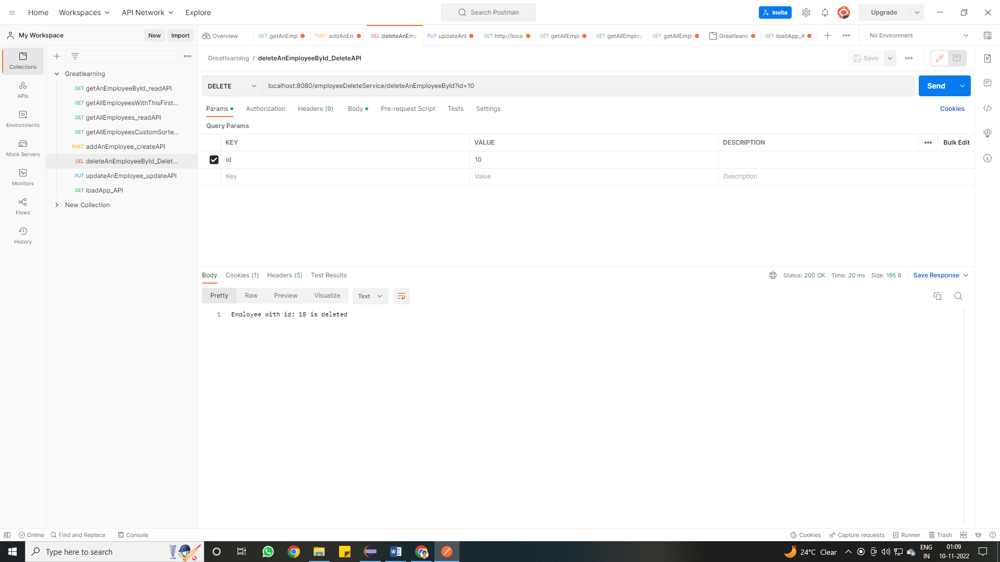 Home Workspaces API Network Explore Search Postman Invite Upgrade
My Workspace New Import Overview GET getAnEmp POST addAnEm DEL deleteAnEmp PUT updateAnE GET http://loca GET getAllEmpl GET getAllEmploy GET getAllEmpl Greatlearn GET loadApp_A No Environment
Collections
APIs
Environments
Mock Servers
Monitors
Flows
History
Greatlearning
GET getAnEmployeeById_readAPI
GET getAllEmployeesWithThisFirst...
GET getAllEmployees_readAPI
GET getAllEmployeesCustomSorte...
POST addAnEmployee_createAPI
DEL deleteAnEmployeeById_Delet...
PUT updateAnEmployee_updateAPI
GET loadApp_API
New Collection
Greatlearning / deleteAnEmployeeById_DeleteAPI Save
DELETE localhost:8080/employeeDeleteService/deleteAnEmployeeById?id=10 Send
Params Authorization Headers (9) Body Pre-request Script Tests Settings Cookies
Query Params
KEY VALUE DESCRIPTION Bulk Edit
id 10
Key Value Description
Body Cookies (1) Headers (5) Test Results Status: 200 OK Time: 20 ms Size: 195 B Save Response
Pretty Raw Preview Visualize Text
1 Employee with id: 10 is deleted
Online Find and Replace Console Cookies Capture requests Runner Trash
Type here to search 24°C Clear ENG IN 01:09 10-11-2022